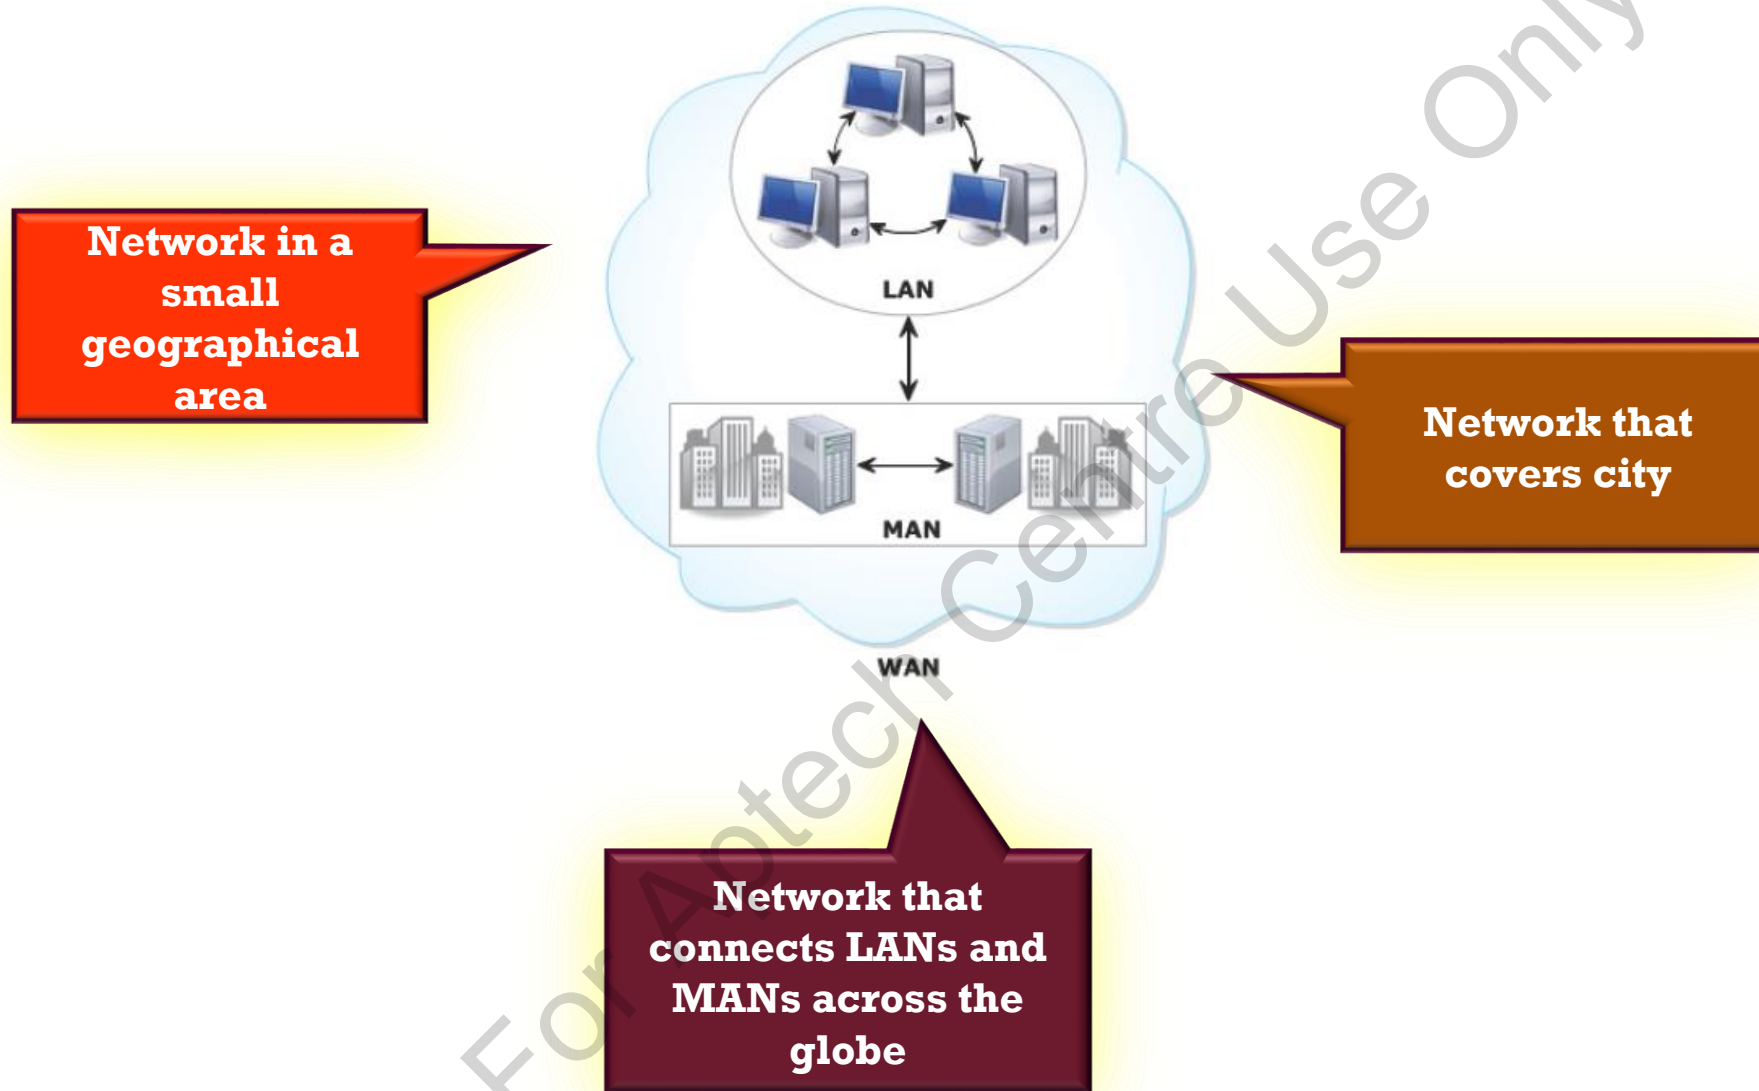 Network in a
small
geographical
area
LAN
MAN
WAN
Network that
covers city
Network that
connects LANs and
MANs across the
globe
For Aptech Centre Use Only